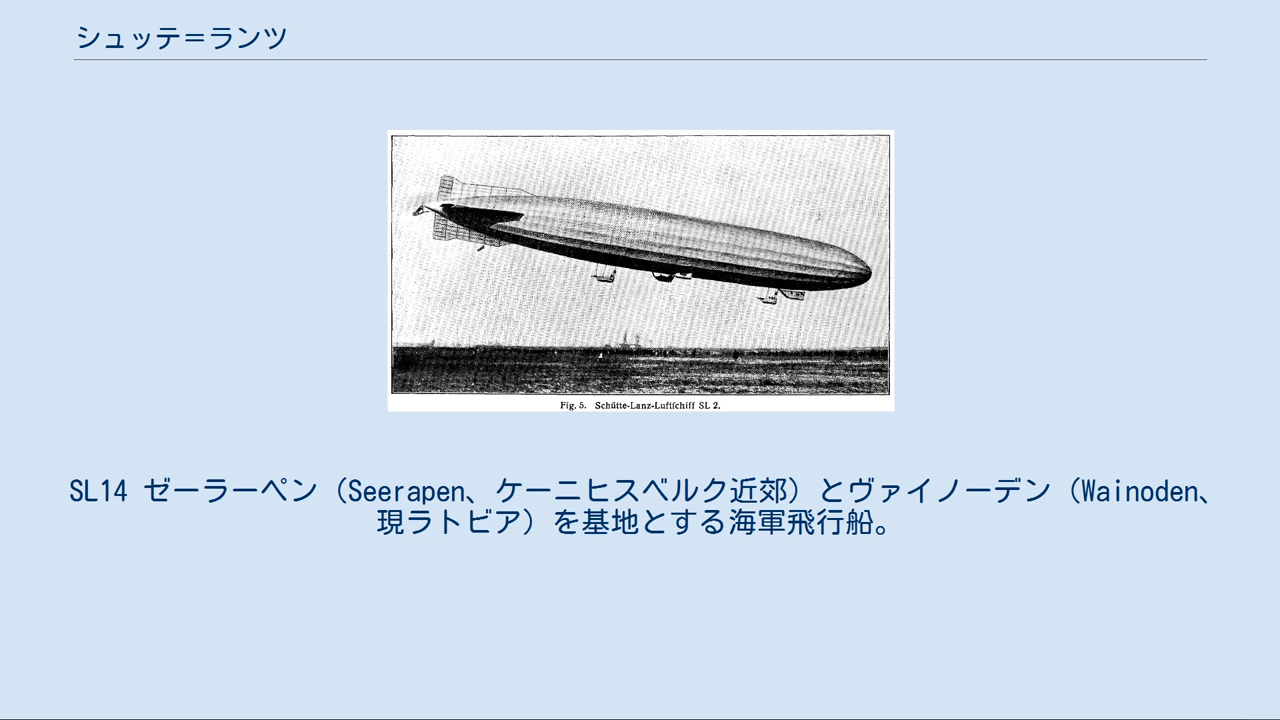 シュッテ＝ランツ
Fig. 5. Schütte-Lanz-Luftſchiff SL 2.
SL14 ゼーラーペン（Seerapen、ケーニヒスベルク近郊）とヴァイノーデン（Wainoden、
現ラトビア）を基地とする海軍飛行船。